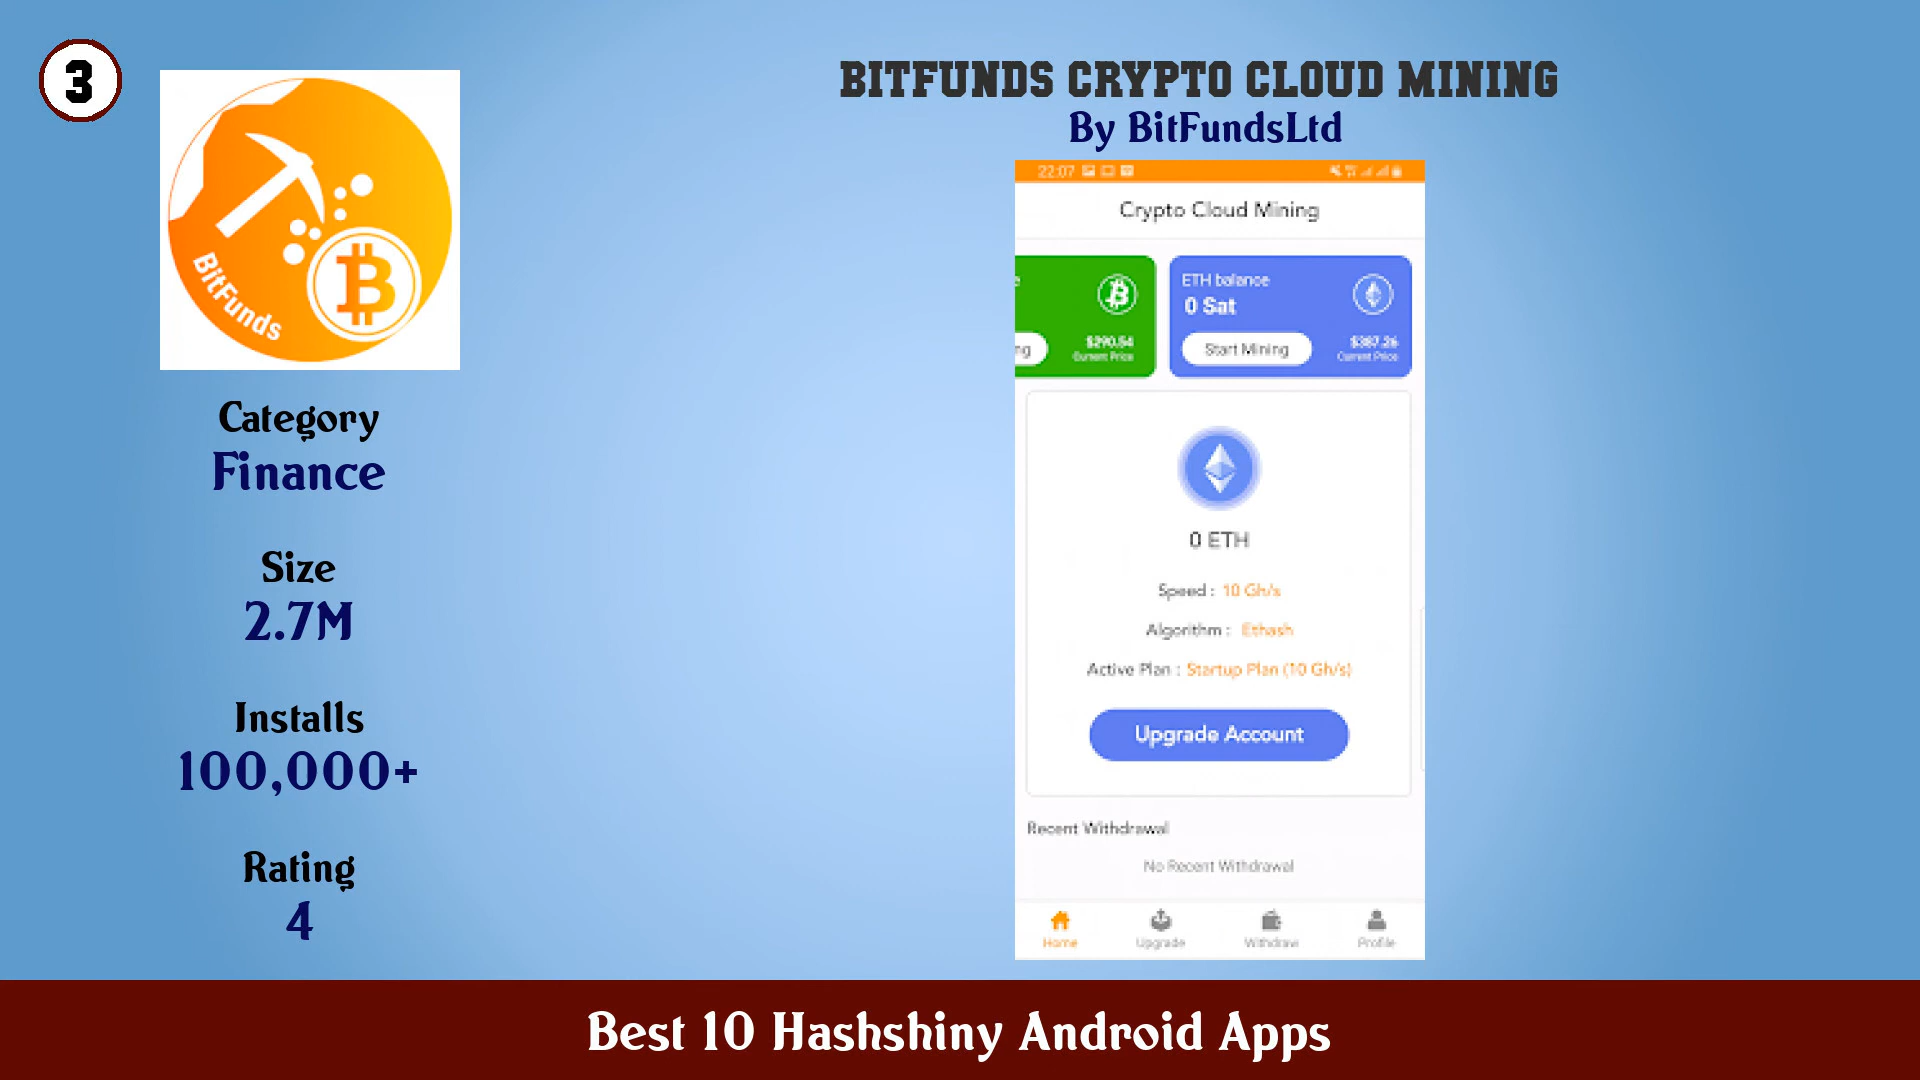 3
BitFunds
Category
Finance
Size
2.7M
Installs
100,000+
Rating
4
BITFUNDS CRYPTO CLOUD MINING
By BitFundsLtd
22:07
Crypto Cloud Mining
ETH balance
0 Sat
$290.54
Current Price
Start Mining
$387.26
Current Price
0 ETH
Speed : 10 Gh/s
Algorithm : Ethash
Active Plan : Startup Plan (10 Gh/s)
Upgrade Account
Recent Withdrawal
No Recent Withdrawal
Home Upgrade Withdraw Profile
Best 10 Hashshiny Android Apps